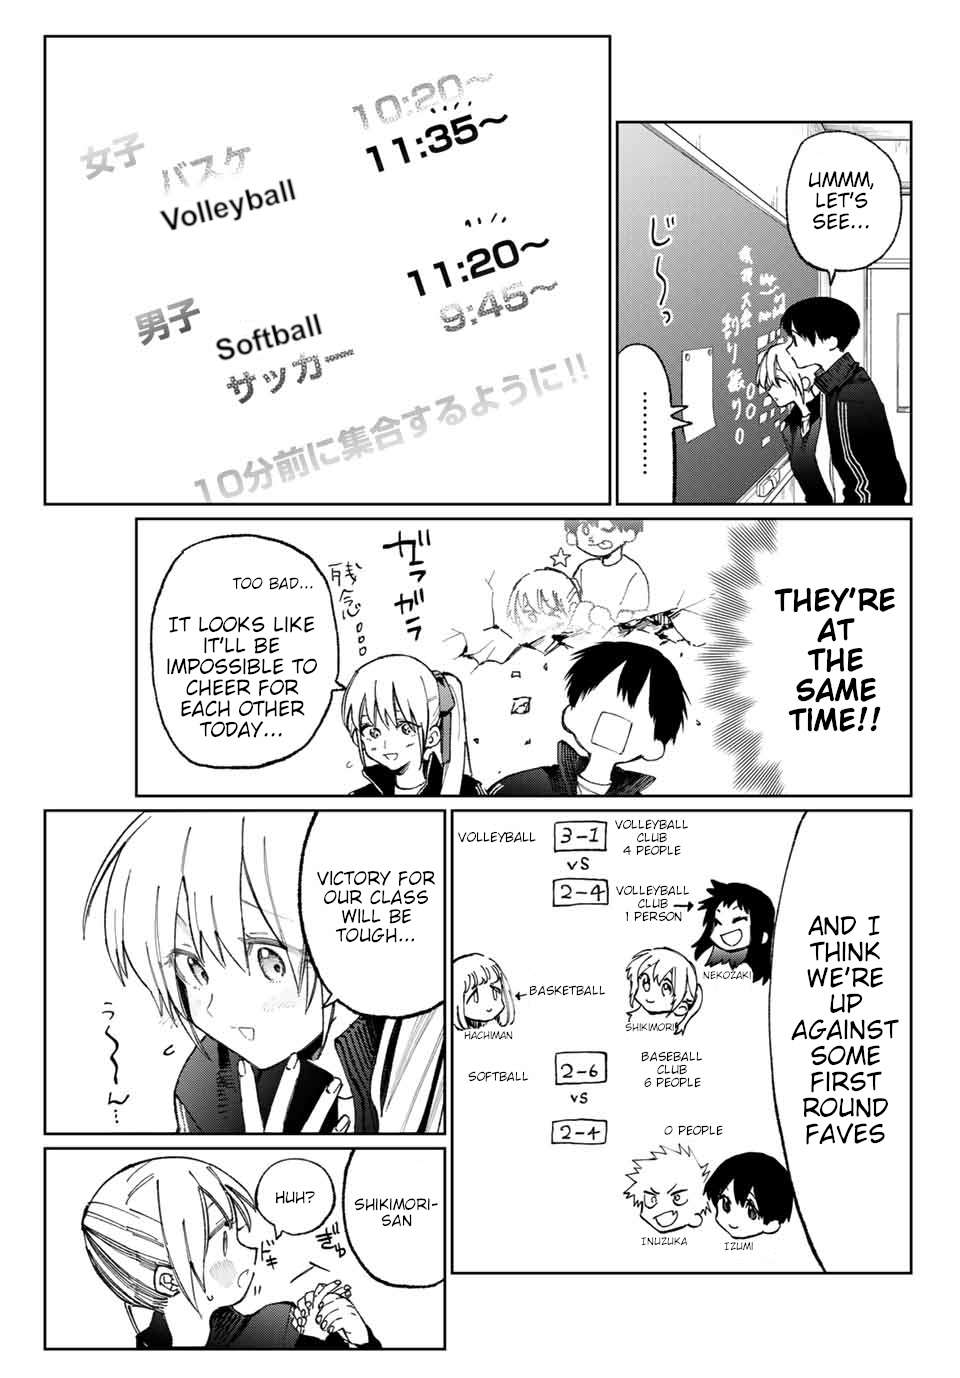 UMMM,
LET'S
SEE...
じ〜っ
割り振り
..........
女子
バスケ
10:20〜
Volleyball
11:35〜
男子
Softball
11:20〜
サッカー
9:45〜
10分前に集合するように!!
THEY'RE
AT
THE
SAME
TIME!!
ガラ
ガラ
残念...
TOO BAD...
IT LOOKS LIKE
IT'LL BE
IMPOSSIBLE TO
CHEER FOR
EACH OTHER
TODAY...
AND I
THINK
WE'RE
UP
AGAINST
SOME
FIRST
ROUND
FAVES
VOLLEYBALL
3-1
VOLLEYBALL
CLUB
4 PEOPLE
VS
2-4
VOLLEYBALL
CLUB
1 PERSON
NEKOZAKI
BASKETBALL
HACHIMAN
SHIKIMORI
SOFTBALL
2-6
BASEBALL
CLUB
6 PEOPLE
VS
2-4
0 PEOPLE
INUZUKA
IZUMI
VICTORY FOR
OUR CLASS
WILL BE
TOUGH...
う〜ん...
SHIKIMORI-
SAN
HUH?
ぎゅ
ドキ